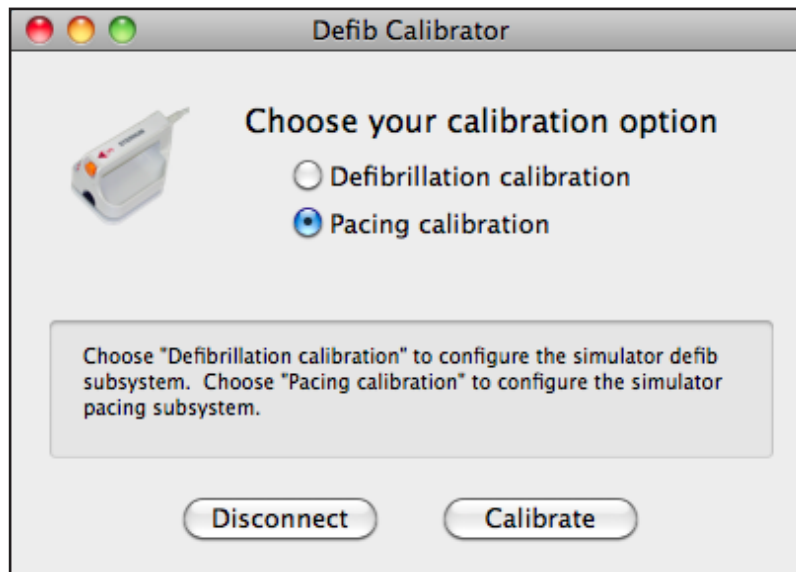 Defib Calibrator
STERNUM
Choose your calibration option
Defibrillation calibration
Pacing calibration
Choose "Defibrillation calibration" to configure the simulator defib
subsystem. Choose "Pacing calibration" to configure the simulator
pacing subsystem.
Disconnect
Calibrate